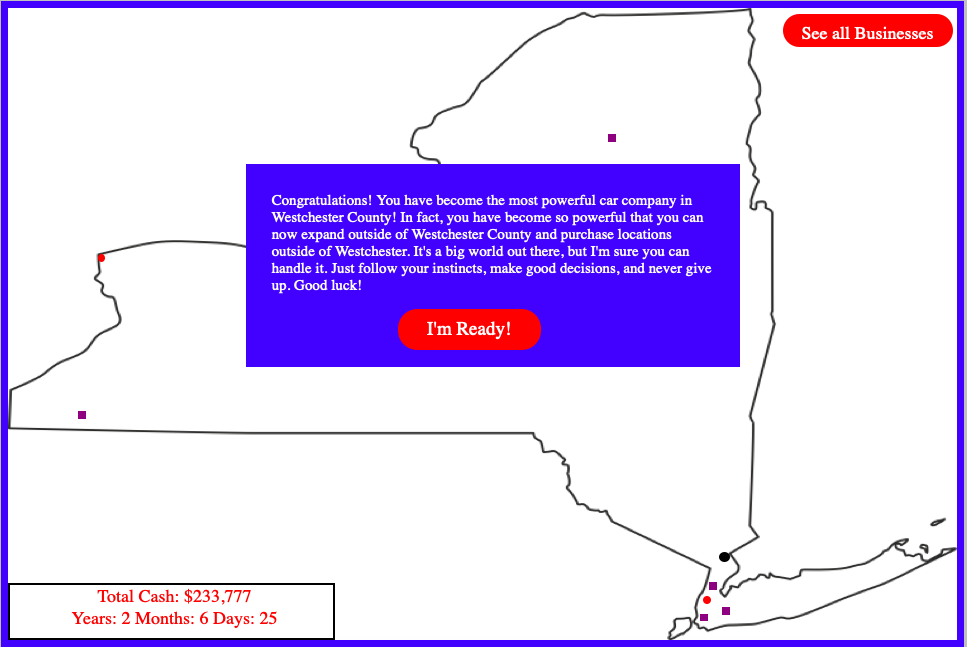 See all Businesses
Congratulations! You have become the most powerful car company in
Westchester County! In fact, you have become so powerful that you can
now expand outside of Westchester County and purchase locations
outside of Westchester. It's a big world out there, but I'm sure you can
handle it. Just follow your instincts, make good decisions, and never give
up. Good luck!
I'm Ready!
Total Cash: $233,777
Years: 2 Months: 6 Days: 25